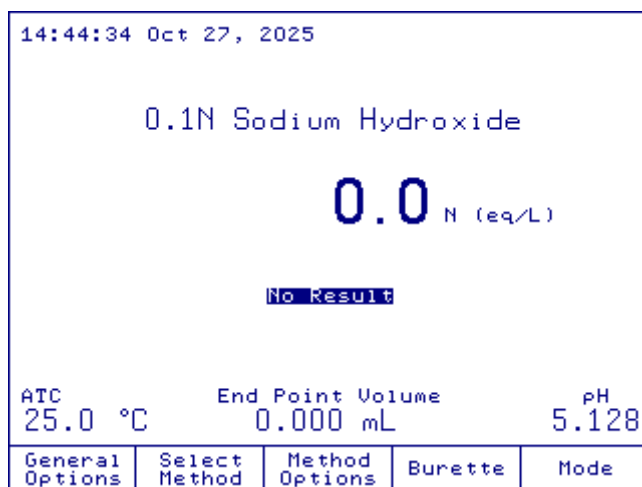 14:44:34 Oct 27, 2025
0.1N Sodium Hydroxide
0.0 N (eq/L)
No Result
ATC End Point Volume pH
25.0 °C 0.000 mL 5.128
General Options Select Method Method Options Burette Mode